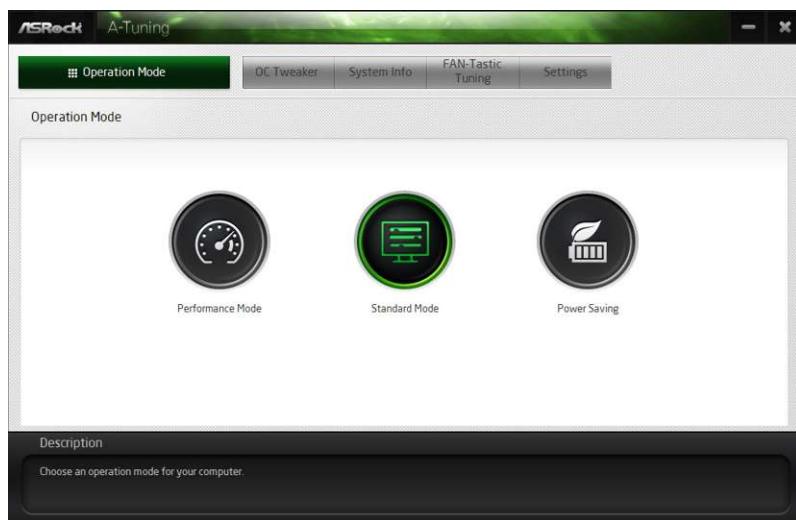 ASRock A-Tuning
Operation Mode
OC Tweaker
System Info
FAN-Tastic
Tuning
Settings
Operation Mode
Performance Mode
Standard Mode
Power Saving
Description
Choose an operation mode for your computer.